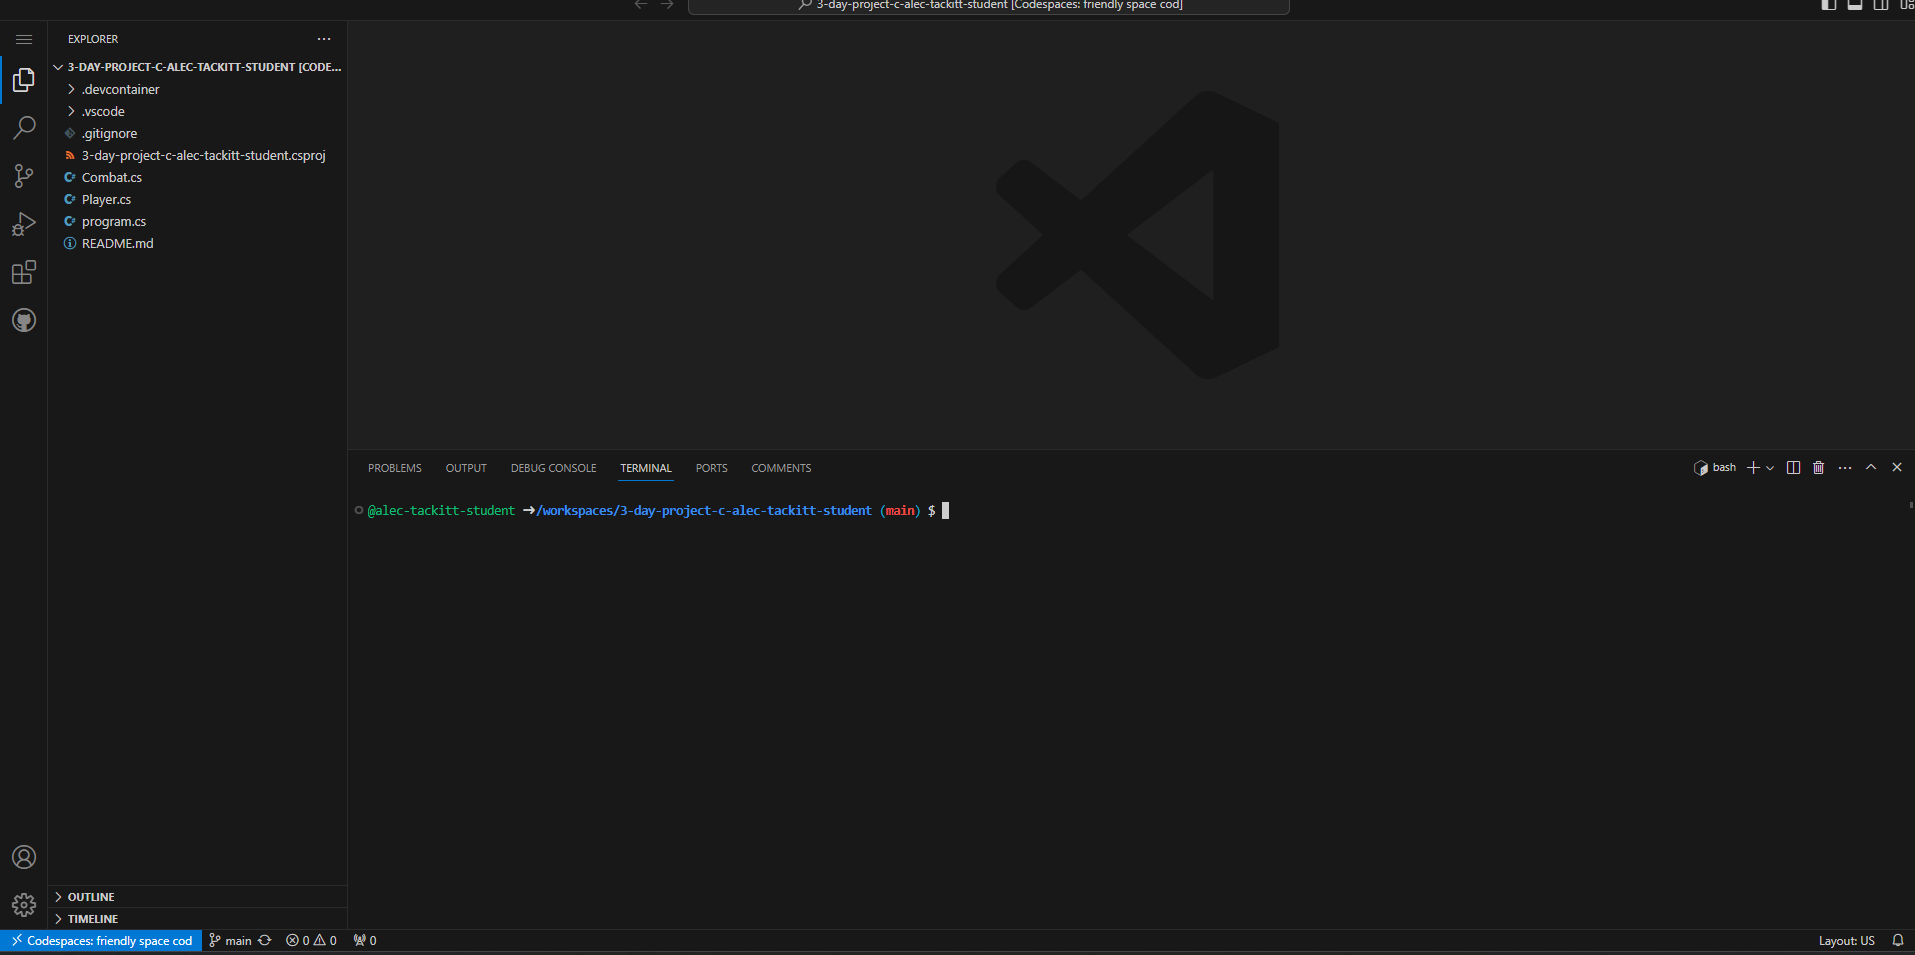 3-day-project-c-alec-tackitt-student [Codespaces: friendly space cod]
EXPLORER
3-DAY-PROJECT-C-ALEC-TACKITT-STUDENT [CODE...
.devcontainer
.vscode
.gitignore
3-day-project-c-alec-tackitt-student.csproj
C# Combat.cs
C# Player.cs
C# program.cs
README.md
PROBLEMS OUTPUT DEBUG CONSOLE TERMINAL PORTS COMMENTS
bash
@alec-tackitt-student ➜/workspaces/3-day-project-c-alec-tackitt-student (main) $
OUTLINE
TIMELINE
Codespaces: friendly space cod main 0 0 0 Layout: US